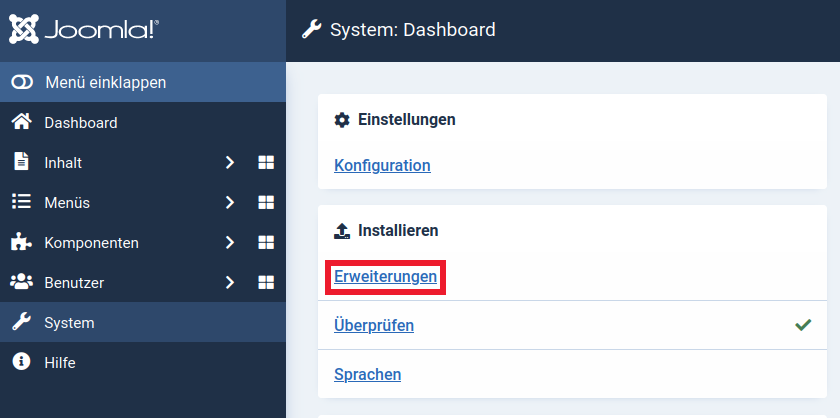 Joomla!®
System: Dashboard
Menü einklappen
Dashboard
Inhalt
Menüs
Komponenten
Benutzer
System
Hilfe
Einstellungen
Konfiguration
Installieren
Erweiterungen
Überprüfen
Sprachen